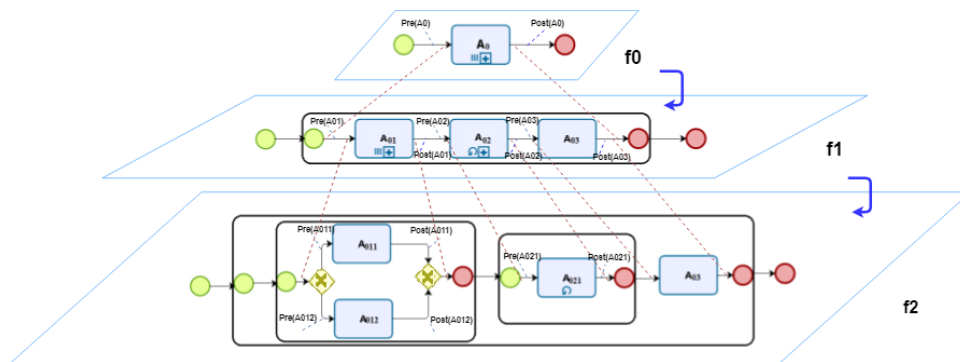 Pre(A0)
Post(A0)
A0
f0
Pre(A01)
Pre(A02)
Pre(A03)
A01
A02
A03
Post(A01)
Post(A02)
Post(A03)
f1
Pre(A011)
Post(A011)
A011
Pre(A021)
Post(A021)
A021
A03
A012
Pre(A012)
Post(A012)
f2